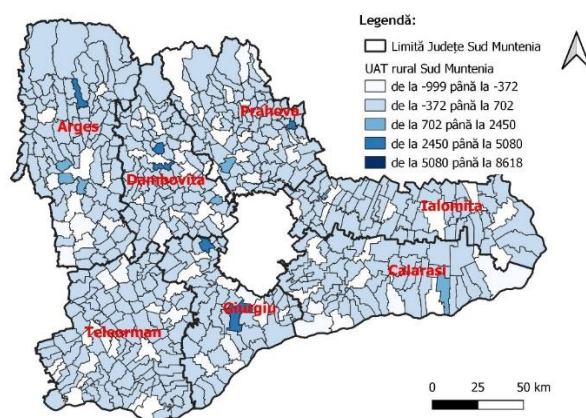 Legendă:
Limită Județe Sud Muntenia
UAT rural Sud Muntenia
de la -999 până la -372
de la -372 până la 702
de la 702 până la 2450
de la 2450 până la 5080
de la 5080 până la 8618
Prahova
Arges
Dambovita
Ialomita
Calarasi
Giurgiu
Teleorman
0 25 50 km